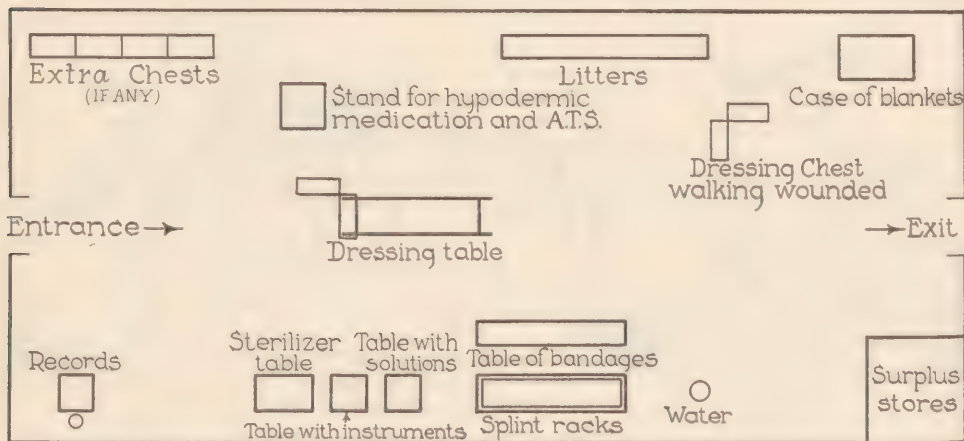 Extra Chests
(IF ANY)
Litters
Case of blankets
Stand for hypodermic
medication and A.T.S.
Dressing Chest
walking wounded
Entrance
Exit
Dressing table
Records
Sterilizer
table
Table with
solutions
Table of bandages
Table with instruments
Splint racks
Water
Surplus
stores